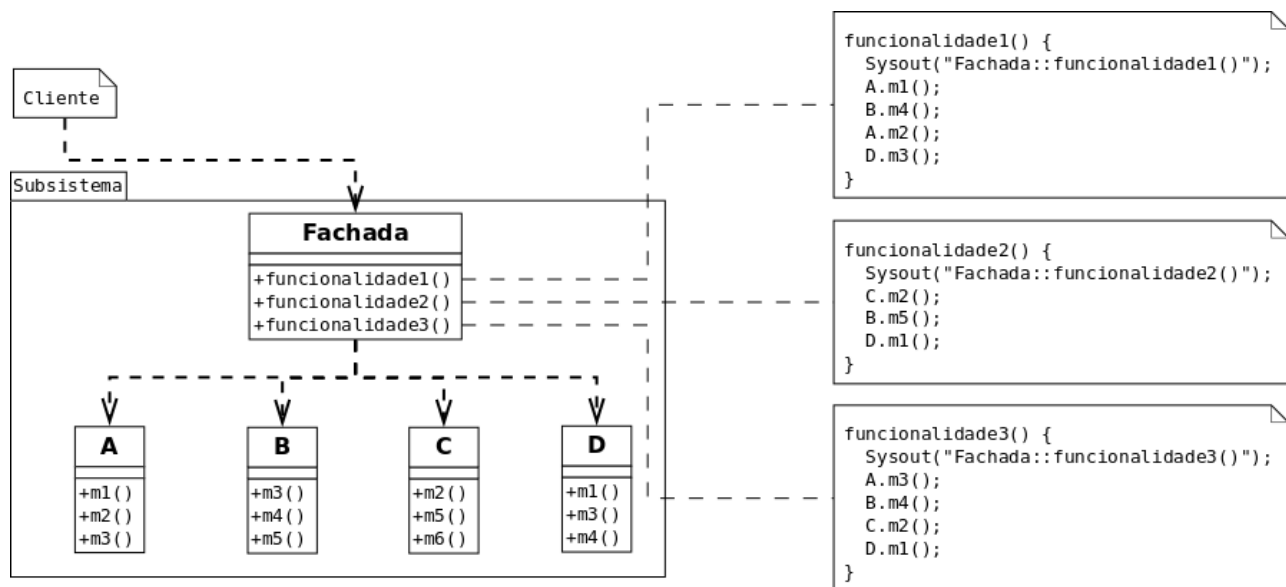 Cliente
Subsistema
Fachada
+funcionalidade1()
+funcionalidade2()
+funcionalidade3()
A
+m1()
+m2()
+m3()
B
+m3()
+m4()
+m5()
C
+m2()
+m5()
+m6()
D
+m1()
+m3()
+m4()
funcionalidade1() {
  Sysout("Fachada::funcionalidade1()");
  A.m1();
  B.m4();
  A.m2();
  D.m3();
}
funcionalidade2() {
  Sysout("Fachada::funcionalidade2()");
  C.m2();
  B.m5();
  D.m1();
}
funcionalidade3() {
  Sysout("Fachada::funcionalidade3()");
  A.m3();
  B.m4();
  C.m2();
  D.m1();
}